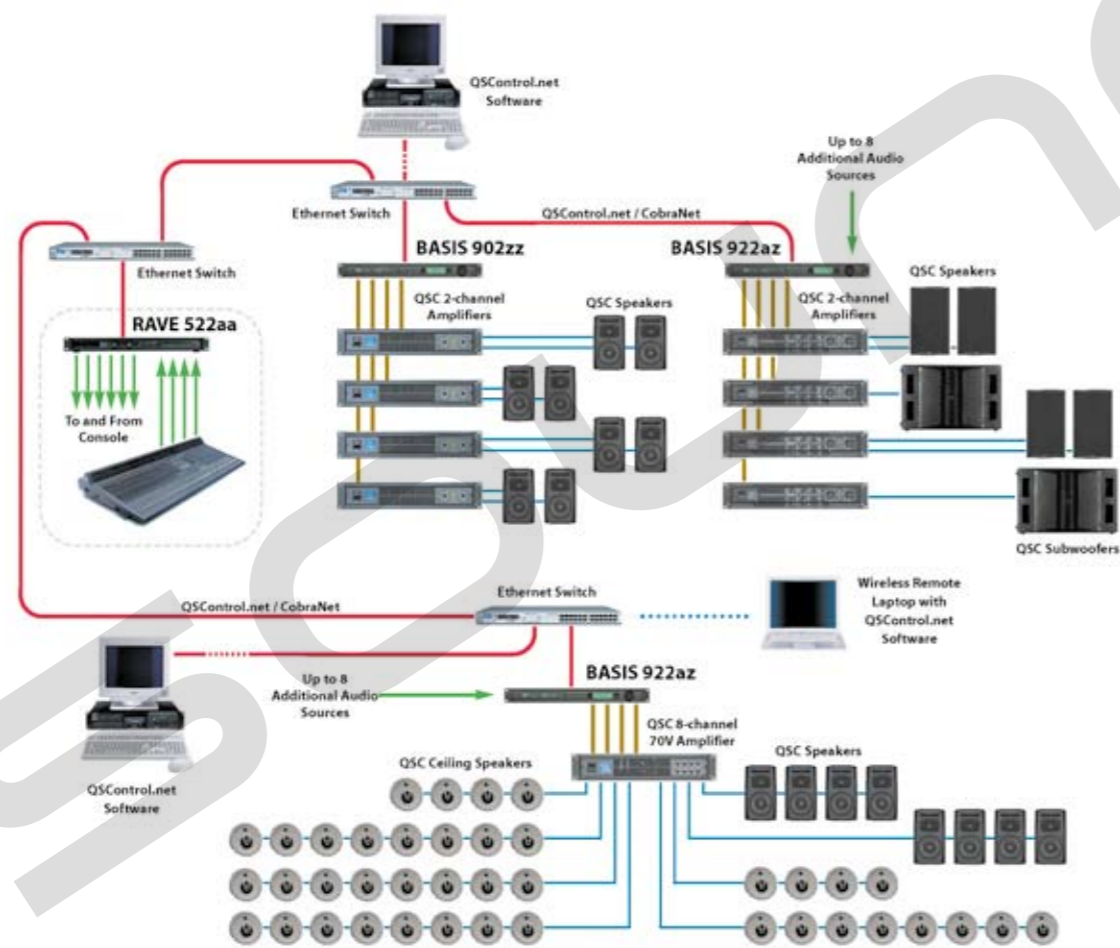 QSControl.net
Software
Up to 8
Additional Audio
Sources
Ethernet Switch
QSControl.net / CobraNet
BASIS 902zz
BASIS 922az
Ethernet Switch
QSC Speakers
QSC 2-channel
Amplifiers
QSC Speakers
QSC 2-channel
Amplifiers
RAVE 522aa
To and From
Console
QSC Subwoofers
Ethernet Switch
Wireless Remote
Laptop with
QSControl.net
Software
QSControl.net / CobraNet
BASIS 922az
Up to 8
Additional Audio
Sources
QSC 8-channel
70V Amplifier
QSC Ceiling Speakers
QSC Speakers
QSControl.net
Software